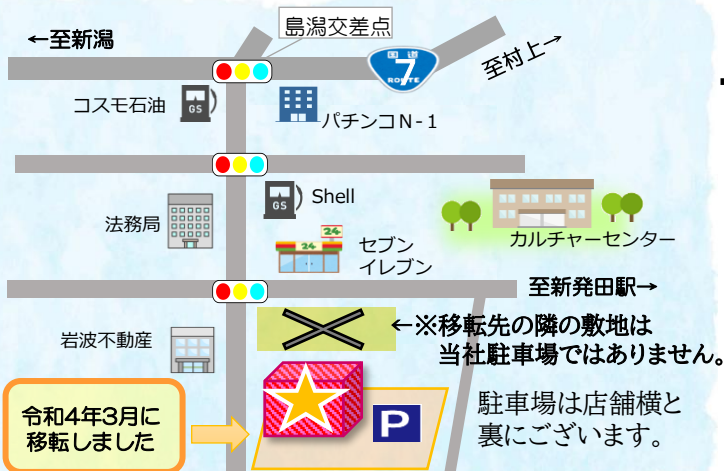 ←至新潟
島潟交差点
国道
7
ROUTE
至村上→
コスモ石油
GS
パチンコN-1
GS
Shell
法務局
24
24
セブン
イレブン
カルチャーセンター
至新発田駅→
岩波不動産
←※移転先の隣の敷地は
当社駐車場ではありません。
令和4年3月に
移転しました
P
駐車場は店舗横と
裏にございます。